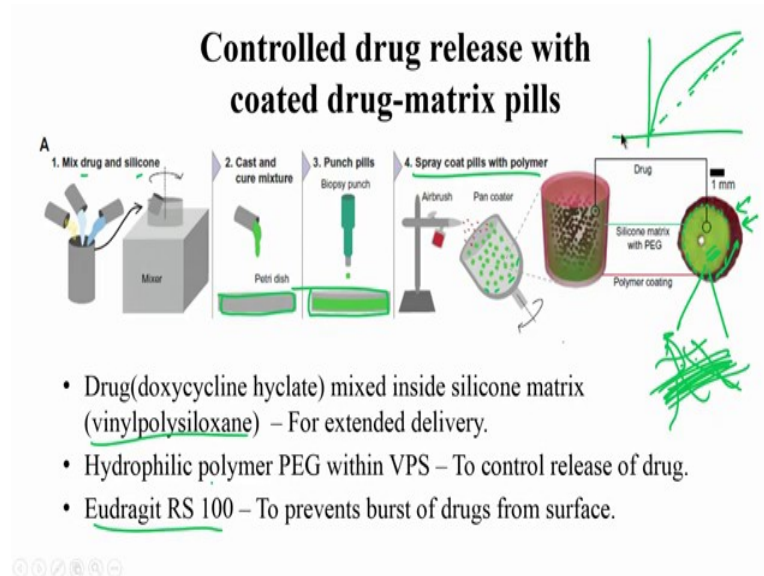 Controlled drug release with
coated drug-matrix pills
A
1. Mix drug and silicone
2. Cast and
cure mixture
3. Punch pills
4. Spray coat pills with polymer
Biopsy punch
Airbrush
Pan coater
Drug
1 mm
Silicone matrix
with PEG
Mixer
Petri dish
Polymer coating
• Drug(doxycycline hyclate) mixed inside silicone matrix
(vinylpolysiloxane) – For extended delivery.
• Hydrophilic polymer PEG within VPS – To control release of drug.
• Eudragit RS 100 – To prevents burst of drugs from surface.